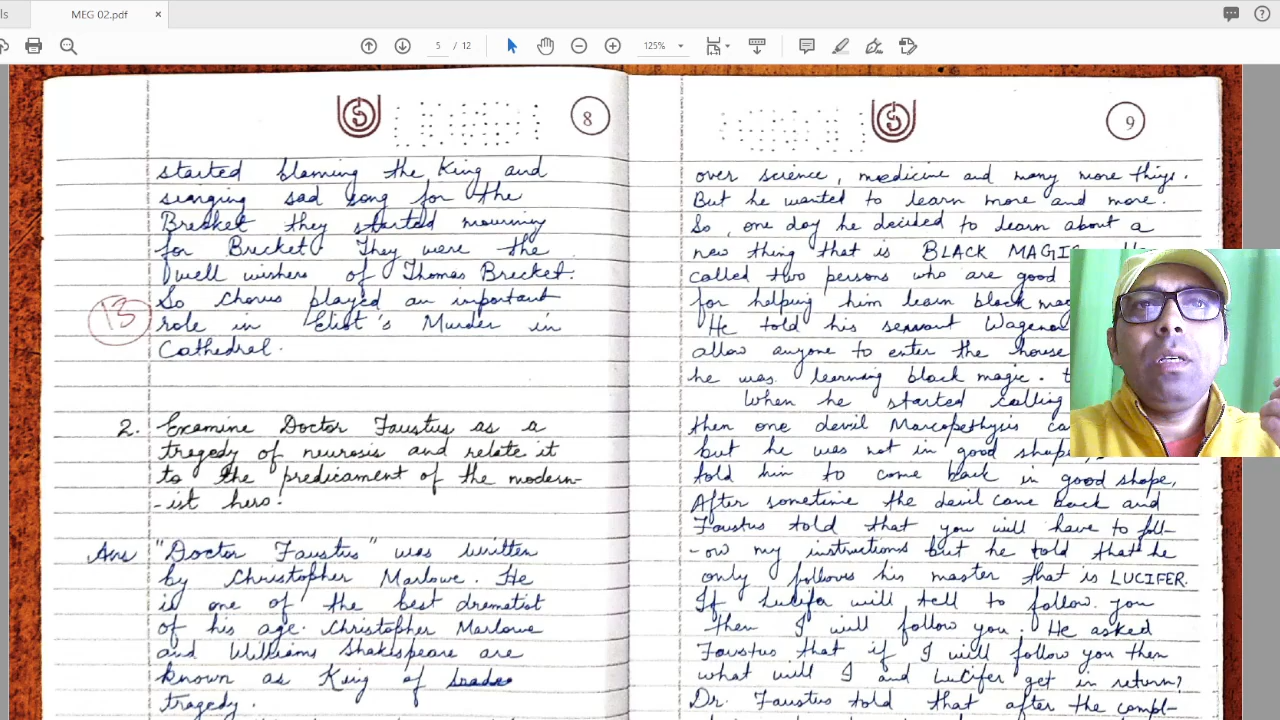 ls
MEG 02.pdf
×
5 / 12
125%
8
started blaming the King and
singing sad song for the
Brecket they started mourning
for Brecket They were the
well wishers of Thomas Brecket.
So chorus played an important
13
role in Eliot's Murder in
Cathedral.
2. Examine Doctor Faustus as a
tregedy of neurosis and relate it
to the predicament of the modern-
-ist hero.
Ans "Doctor Faustus" was written
by Christopher Marlowe. He
is one of the best dramatist
of his age. Christopher Marlowe
and Williams Shakespeare are
known as King of
tragedy.
9
over science, medicine and many more things.
But he wanted to learn more and more.
So, one day he decided to learn about a
new thing that is BLACK MAGIC
called two persons who are good
for helping him learn black mag
He told his servant Wagena
allow anyone to enter the house
he was learning black magic.
When he started calling
then one devil Marcopethysis ca
but he was not in good shape,
told him to come back in good shape,
After sometime the devil came back and
Faustus told that you will have to foll-
-ow my instructions but he told that he
only follows his master that is LUCIFER.
If Lucifer will tell to follow you
then I will follow you. He asked
Faustus that if I will follow you then
what will I and Lucifer get in return?
Dr. Faustus told that after the compl-